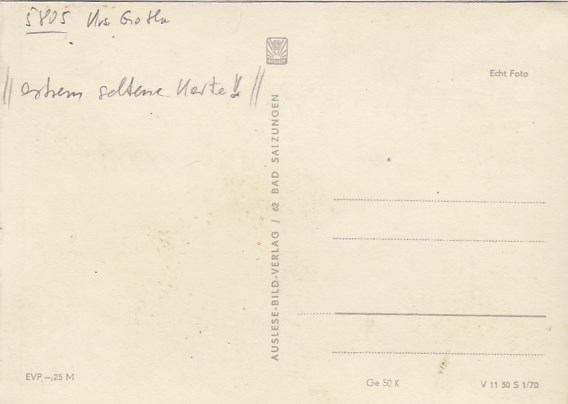 5805 Krs Gotha
// extrem seltene Karte!! //
Echt Foto
AUSLESE-BILD-VERLAG / 62 BAD SALZUNGEN
EVP –,25 M
Ge 50 K
V 11 50 S 1/70